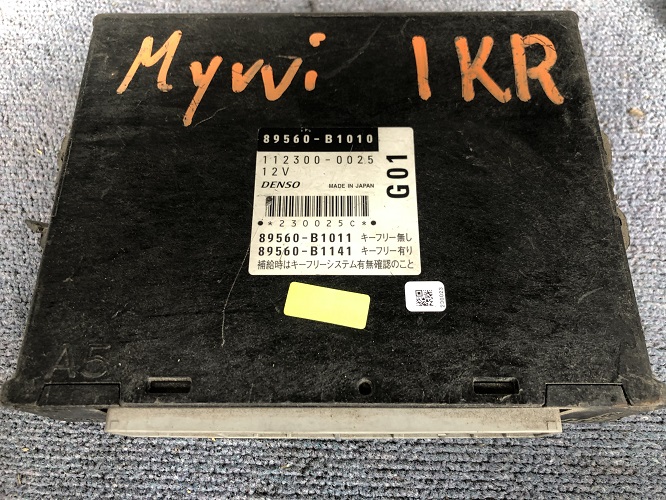 Myvvi 1KR
89560-B1010
112300-0025
12V
DENSO MADE IN JAPAN
G01
*230025C*
89560-B1011 キーフリー無し
89560-B1141 キーフリー有り
補給時はキーフリーシステム有無確認のこと
230023
A5